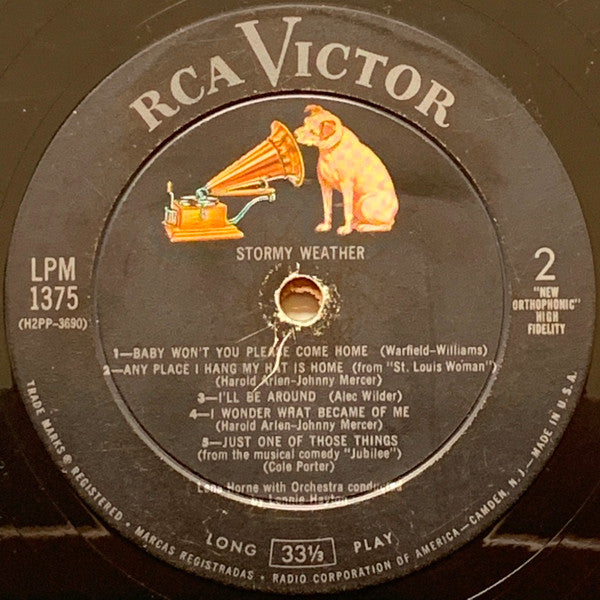 RCA VICTOR
STORMY WEATHER
LPM
1375
(H2PP-3690)
2
"NEW
ORTHOPHONIC"
HIGH
FIDELITY
1—BABY WON'T YOU PLEASE COME HOME (Warfield-Williams)
2—ANY PLACE I HANG MY HAT IS HOME (from "St. Louis Woman")
(Harold Arlen-Johnny Mercer)
3—I'LL BE AROUND (Alec Wilder)
4—I WONDER WHAT BECAME OF ME
(Harold Arlen-Johnny Mercer)
5—JUST ONE OF THOSE THINGS
(from the musical comedy "Jubilee")
(Cole Porter)
Lena Horne with Orchestra conducted
by Lennie Hayton
LONG 33⅓ PLAY
TRADE MARKS ® REGISTERED • MARCAS REGISTRADAS • RADIO CORPORATION OF AMERICA—CAMDEN, N.J.—MADE IN U.S.A.